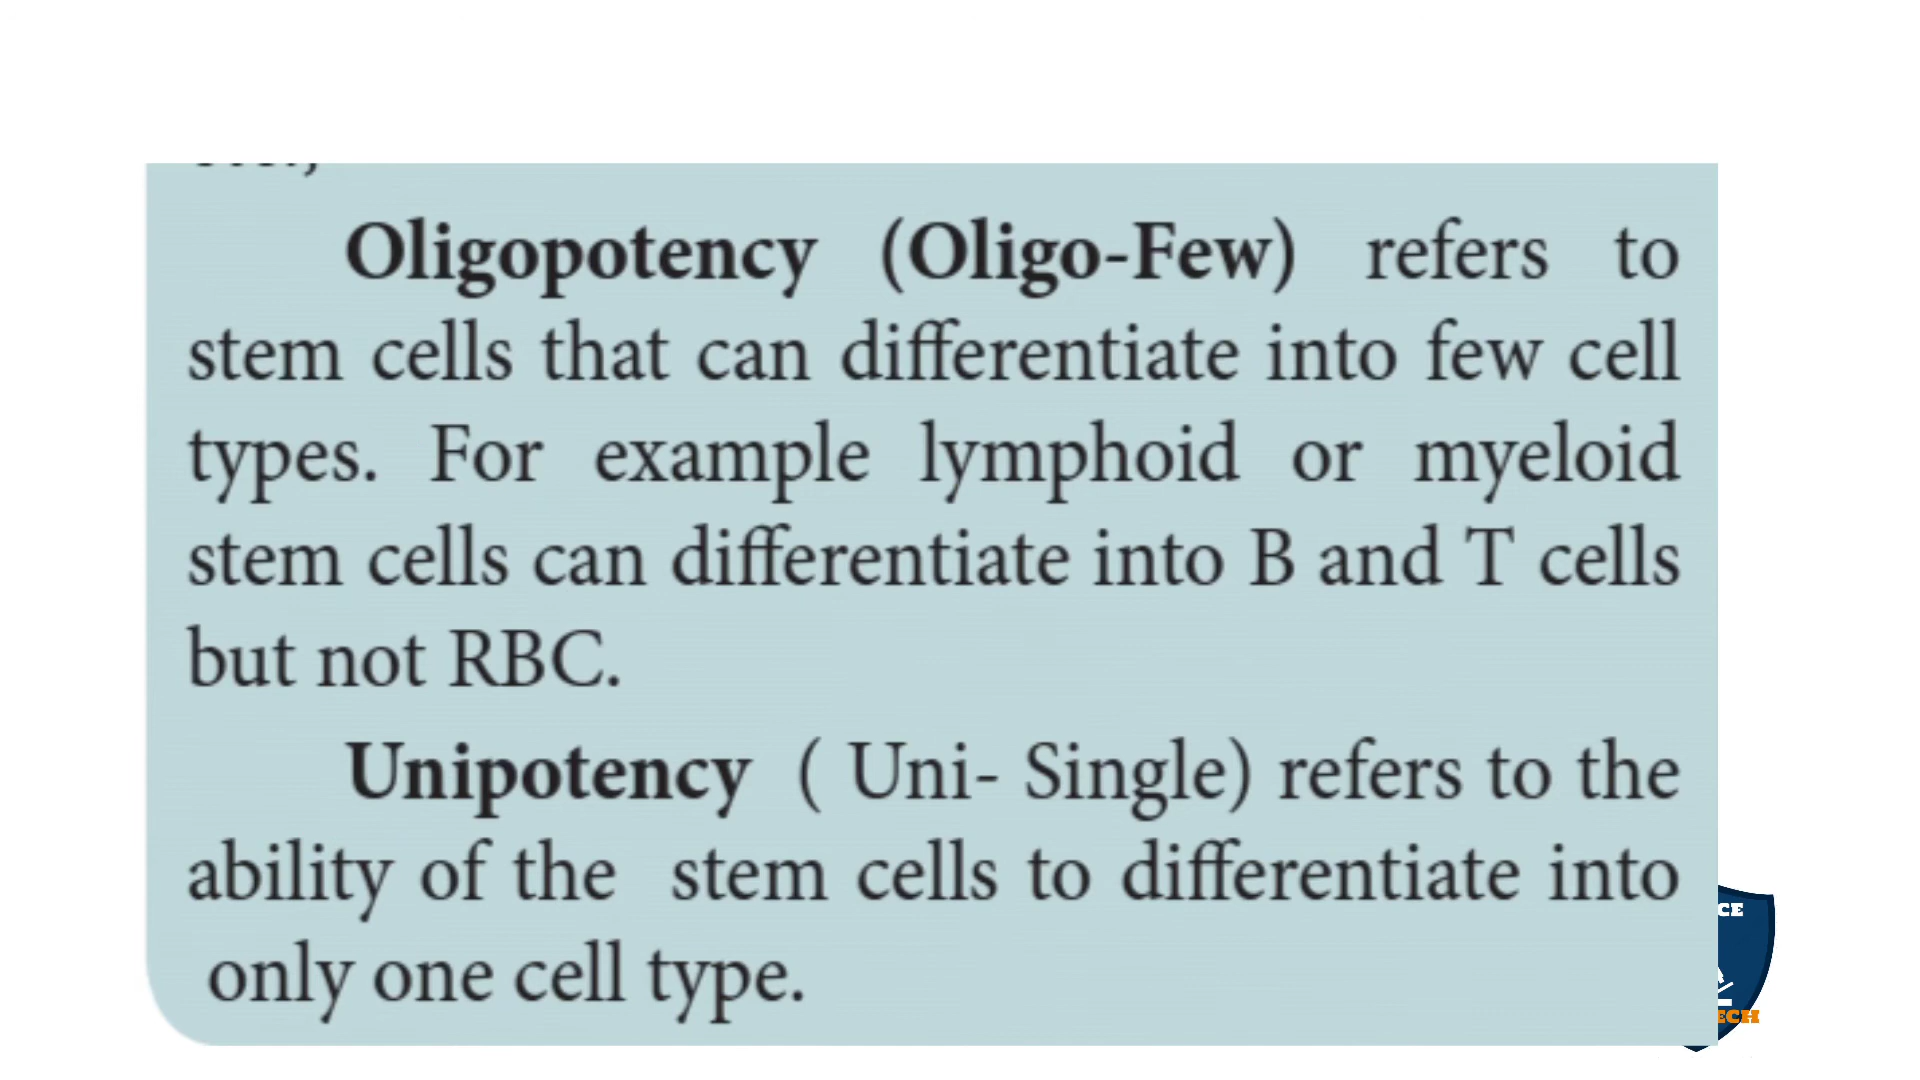 Oligopotency (Oligo-Few) refers to
stem cells that can differentiate into few cell
types. For example lymphoid or myeloid
stem cells can differentiate into B and T cells
but not RBC.
Unipotency ( Uni- Single) refers to the
ability of the stem cells to differentiate into
only one cell type.
CE
ECH